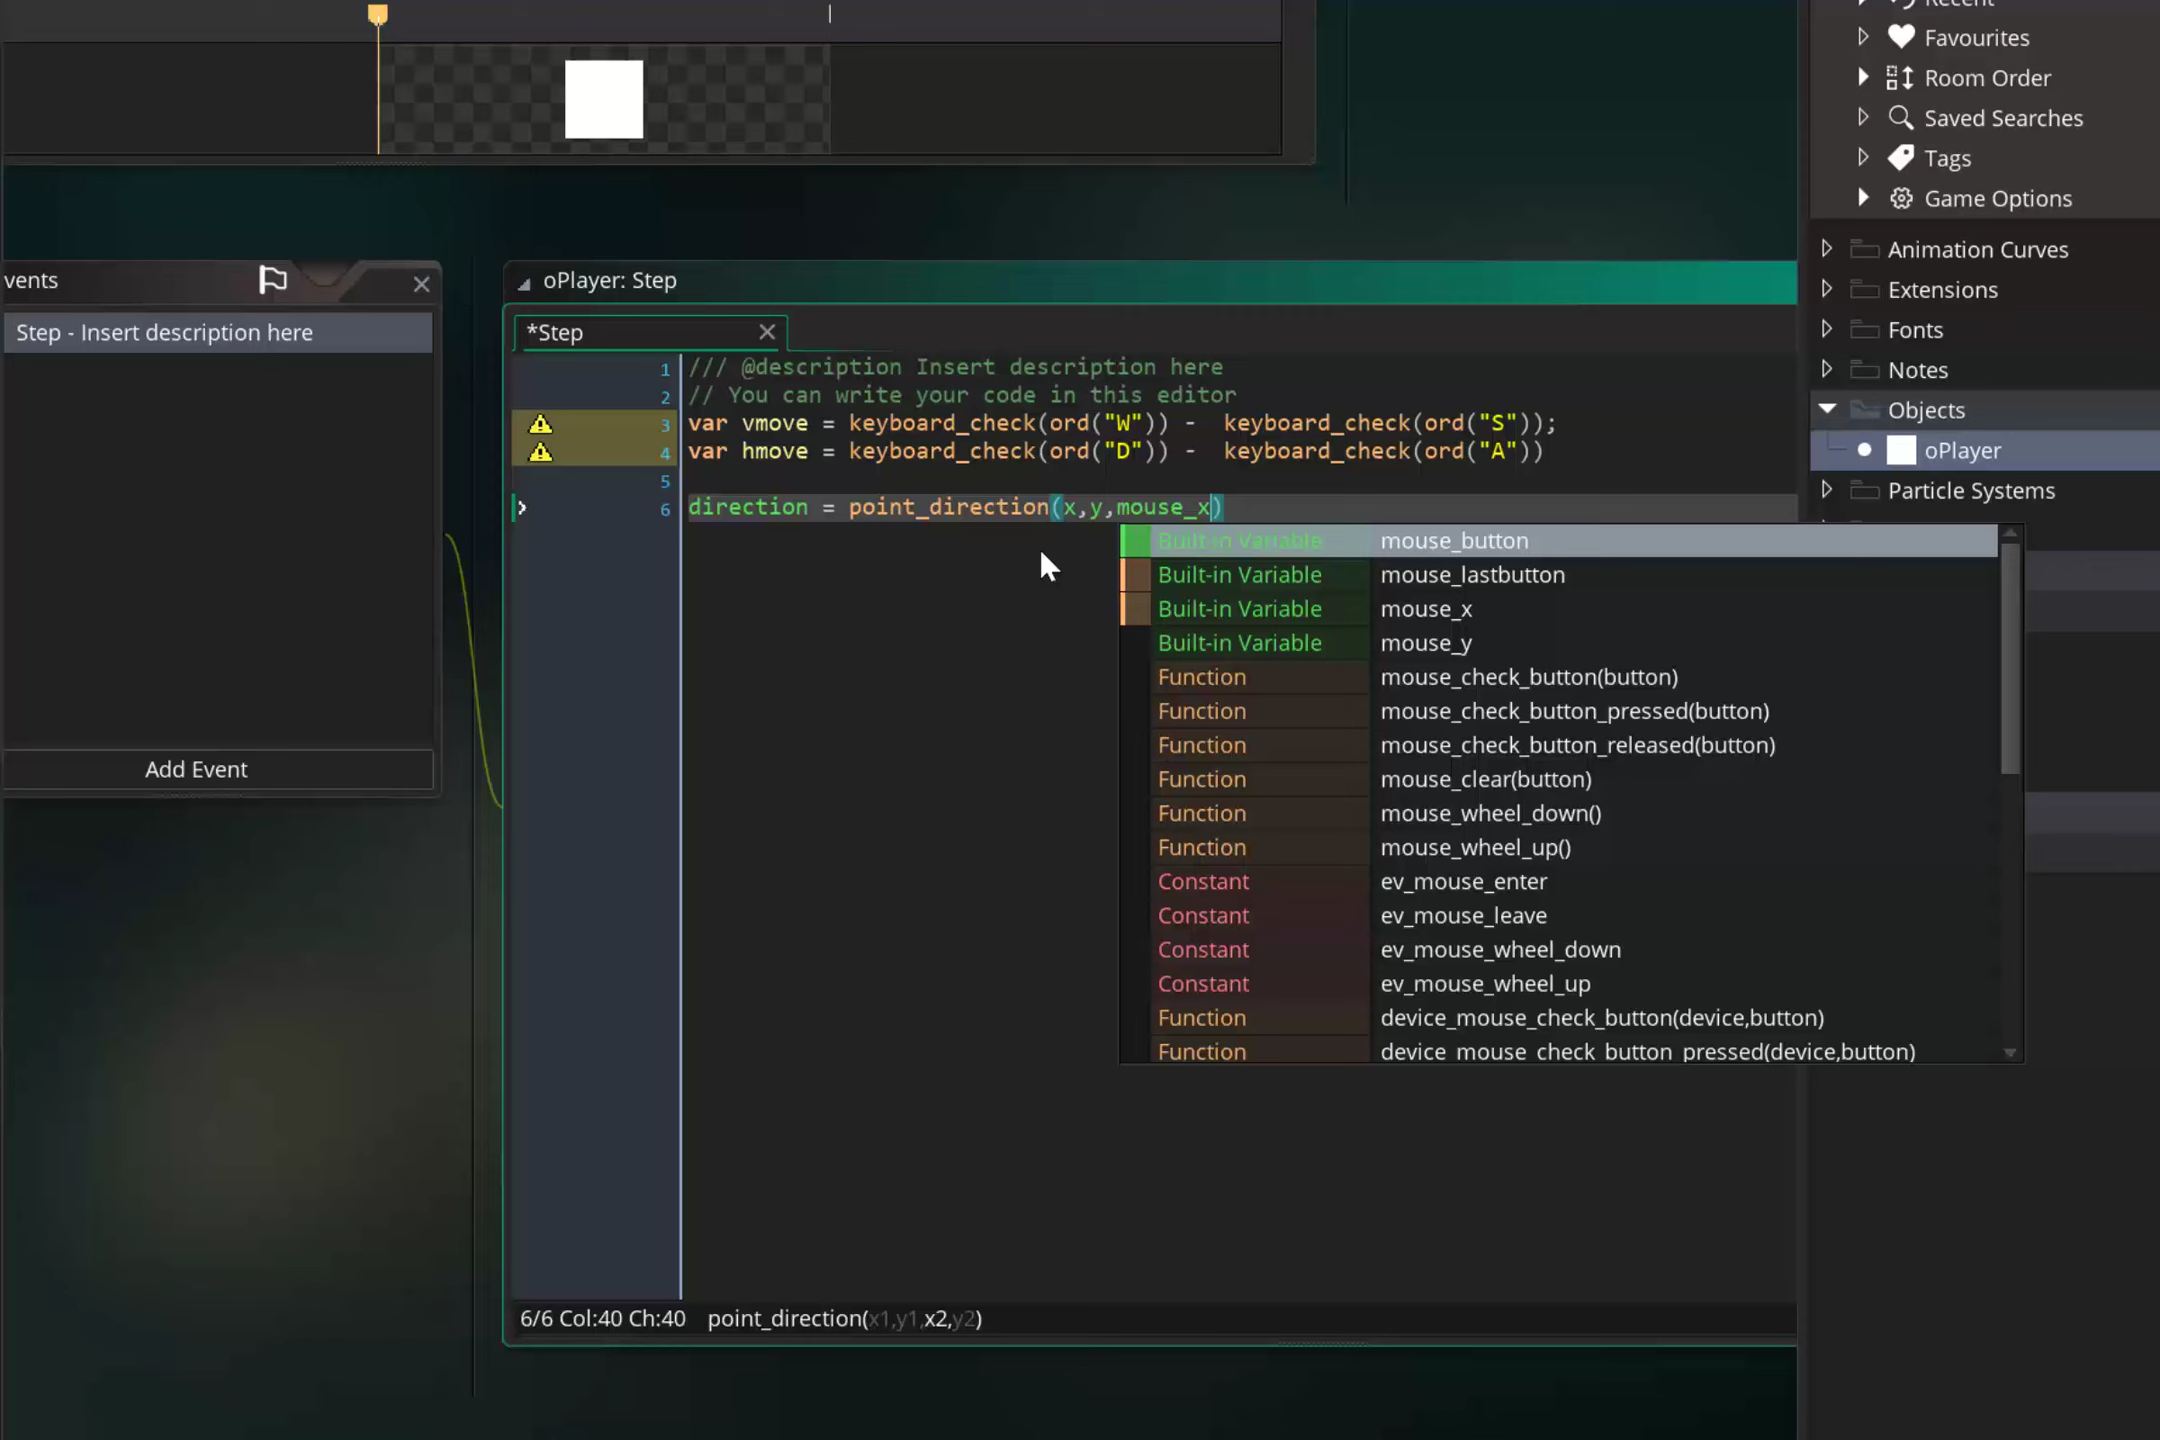 Recent
Favourites
Room Order
Saved Searches
Tags
Game Options
Animation Curves
Extensions
Fonts
Notes
Objects
oPlayer
Particle Systems
vents
Step - Insert description here
Add Event
oPlayer: Step
*Step
1 /// @description Insert description here
2 // You can write your code in this editor
3 var vmove = keyboard_check(ord("W")) -  keyboard_check(ord("S"));
4 var hmove = keyboard_check(ord("D")) -  keyboard_check(ord("A"))
5
6 direction = point_direction(x,y,mouse_x)
Built-in Variable mouse_button
Built-in Variable mouse_lastbutton
Built-in Variable mouse_x
Built-in Variable mouse_y
Function mouse_check_button(button)
Function mouse_check_button_pressed(button)
Function mouse_check_button_released(button)
Function mouse_clear(button)
Function mouse_wheel_down()
Function mouse_wheel_up()
Constant ev_mouse_enter
Constant ev_mouse_leave
Constant ev_mouse_wheel_down
Constant ev_mouse_wheel_up
Function device_mouse_check_button(device,button)
Function device_mouse_check_button_pressed(device,button)
6/6 Col:40 Ch:40 point_direction(x1,y1,x2,y2)